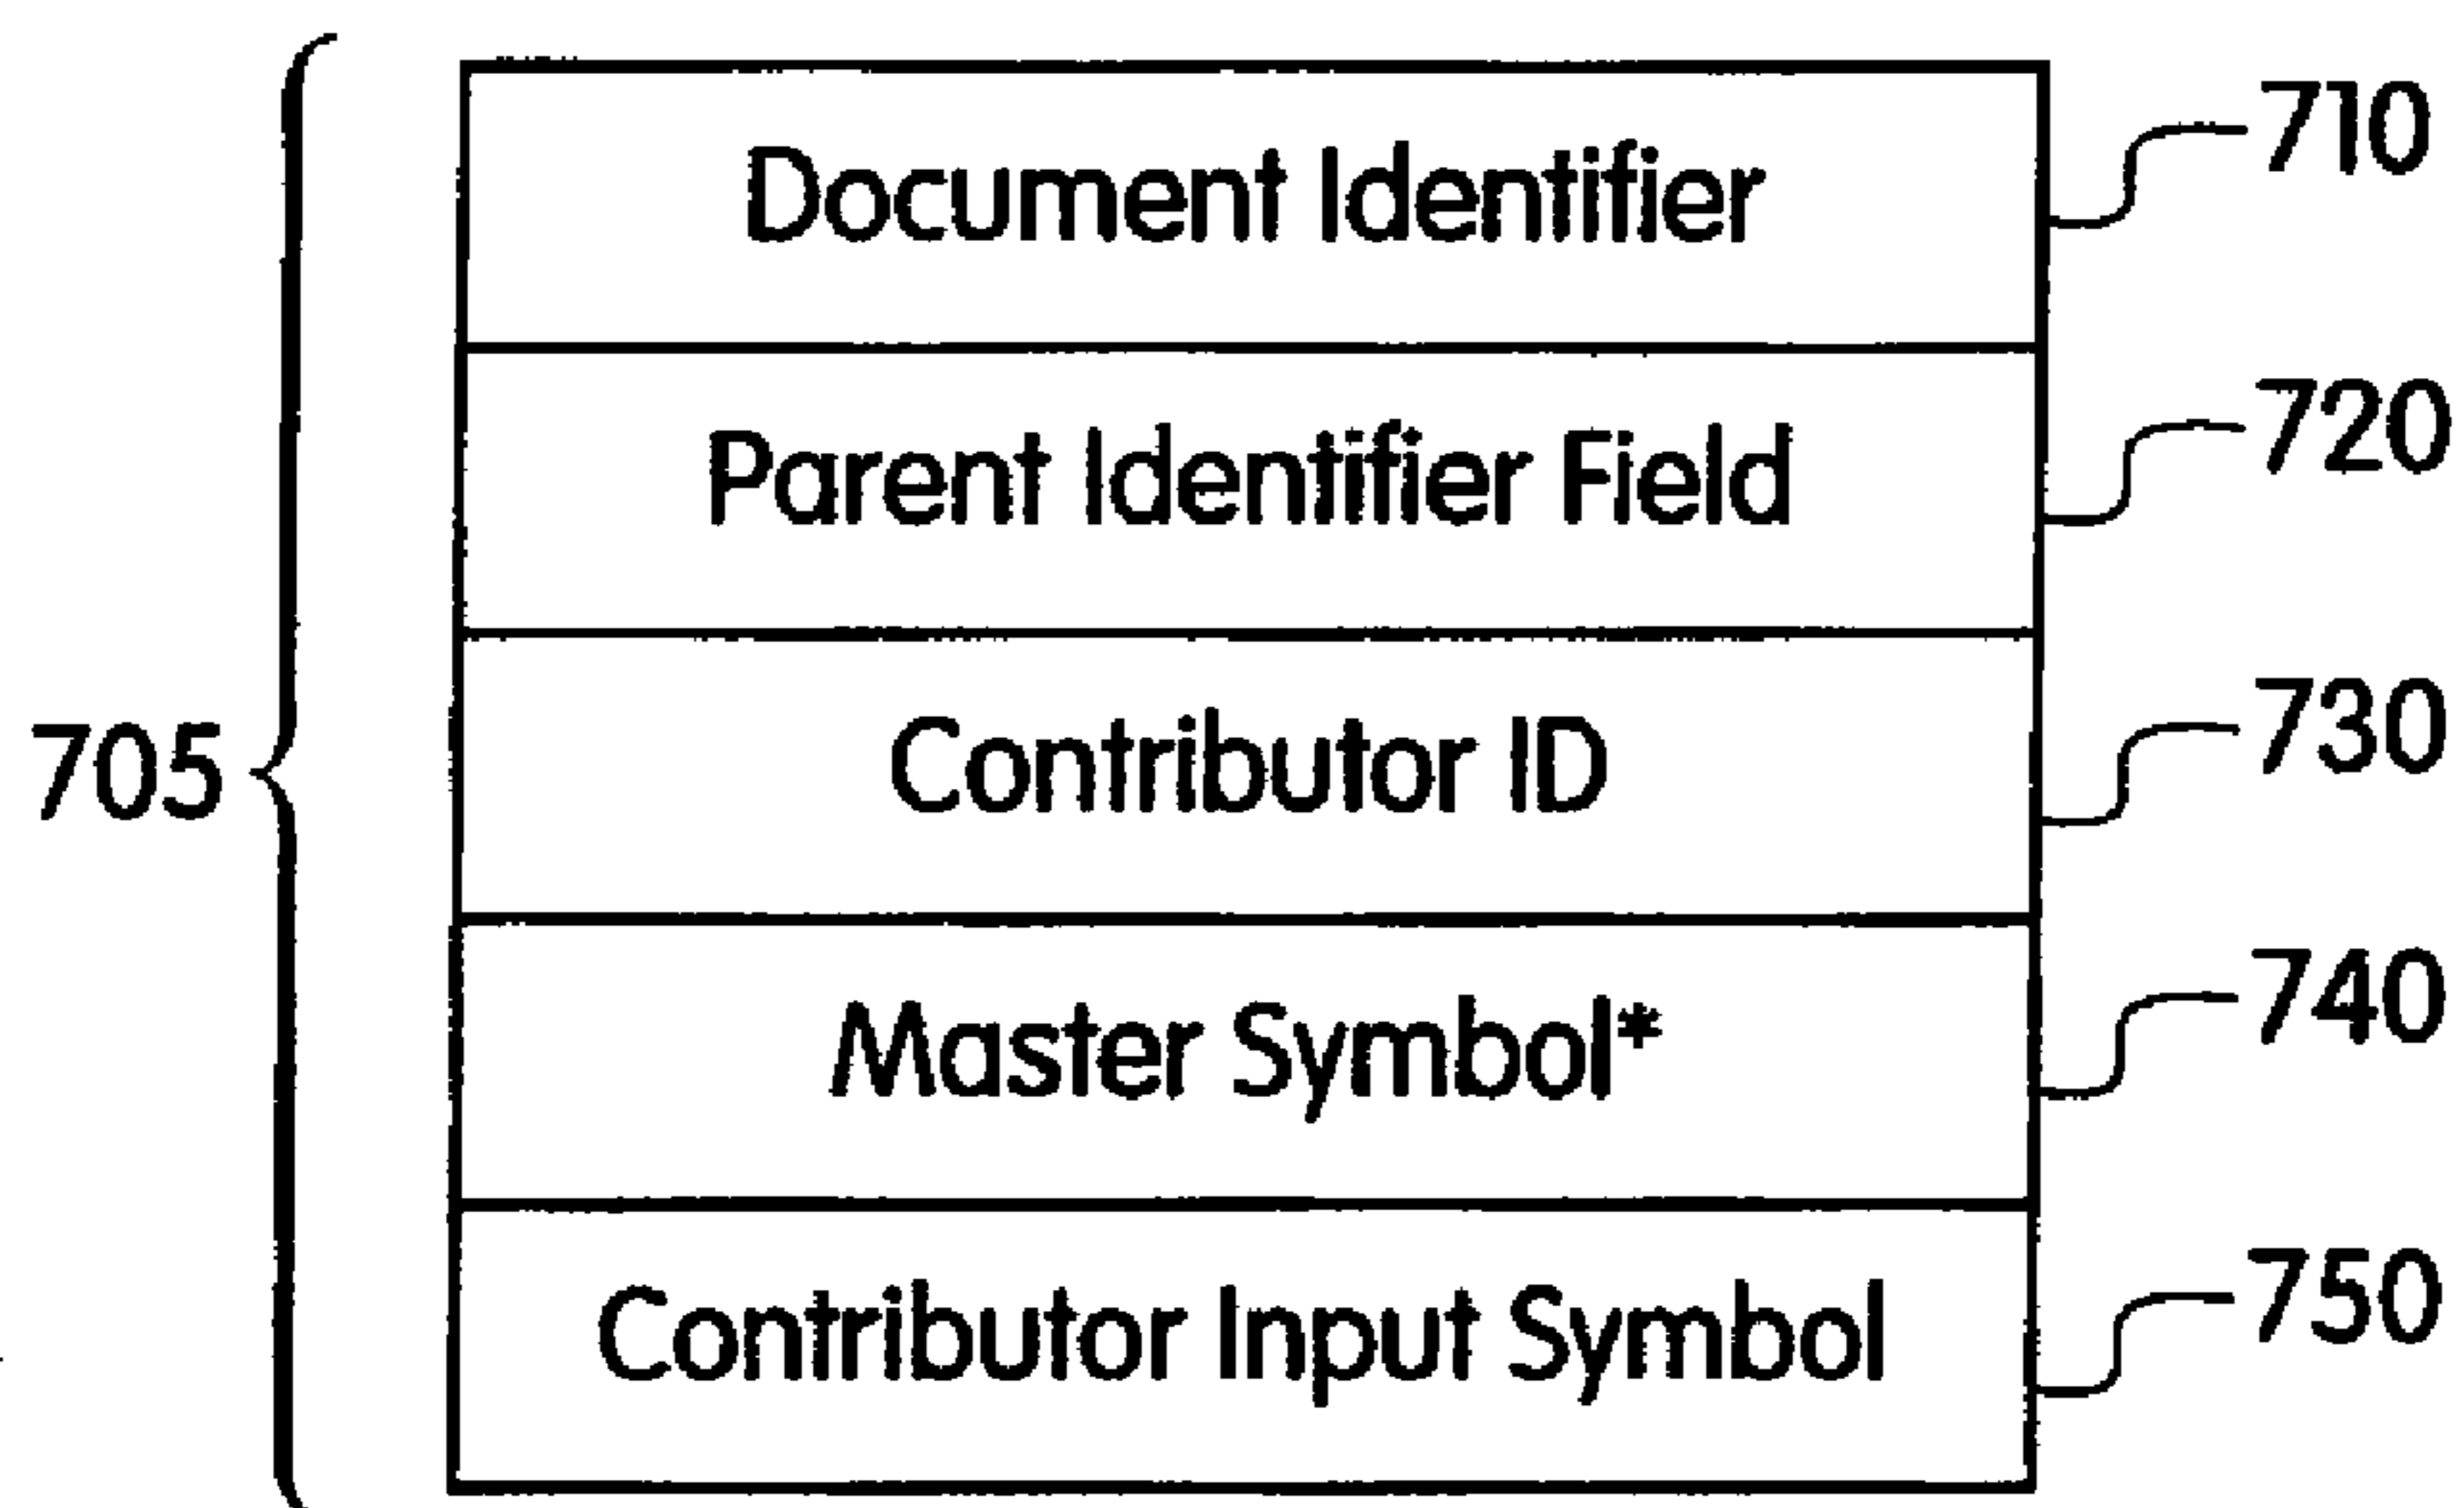 Document Identifier 710
Parent Identifier Field 720
705 Contributor ID 730
Master Symbol* 740
Contributor Input Symbol 750